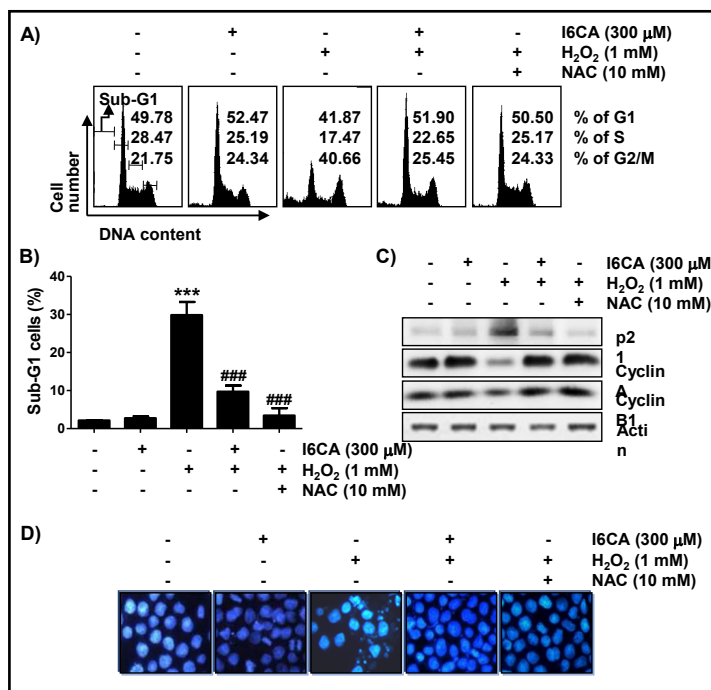 A)
- + - + - I6CA (300 μM)
- - + + + H₂O₂ (1 mM)
- - - - + NAC (10 mM)
Sub-G1
49.78 52.47 41.87 51.90 50.50 % of G1
28.47 25.19 17.47 22.65 25.17 % of S
21.75 24.34 40.66 25.45 24.33 % of G2/M
Cell number
DNA content
B)
Sub-G1 cells (%)
40
30
20
10
0
***
###
###
- + - + - I6CA (300 μM)
- - + + + H₂O₂ (1 mM)
- - - - + NAC (10 mM)
C)
- + - + - I6CA (300 μM)
- - + + + H₂O₂ (1 mM)
- - - - + NAC (10 mM)
p2
1
Cyclin
A
Cyclin
B1
Acti
n
D)
- + - + - I6CA (300 μM)
- - + + + H₂O₂ (1 mM)
- - - - + NAC (10 mM)